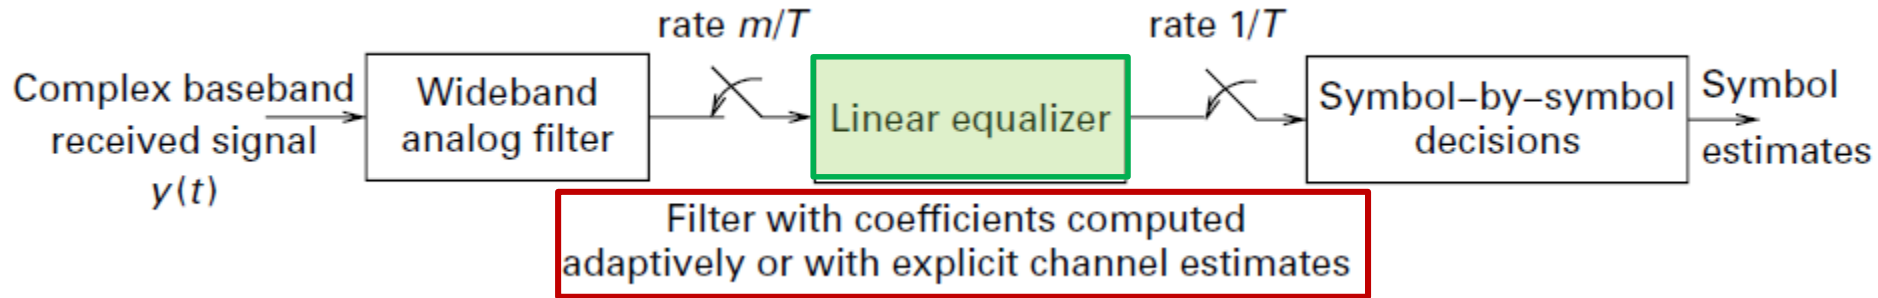 rate m/T
rate 1/T
Complex baseband
received signal
y(t)
Wideband
analog filter
Linear equalizer
Symbol–by–symbol
decisions
Symbol
estimates
Filter with coefficients computed
adaptively or with explicit channel estimates